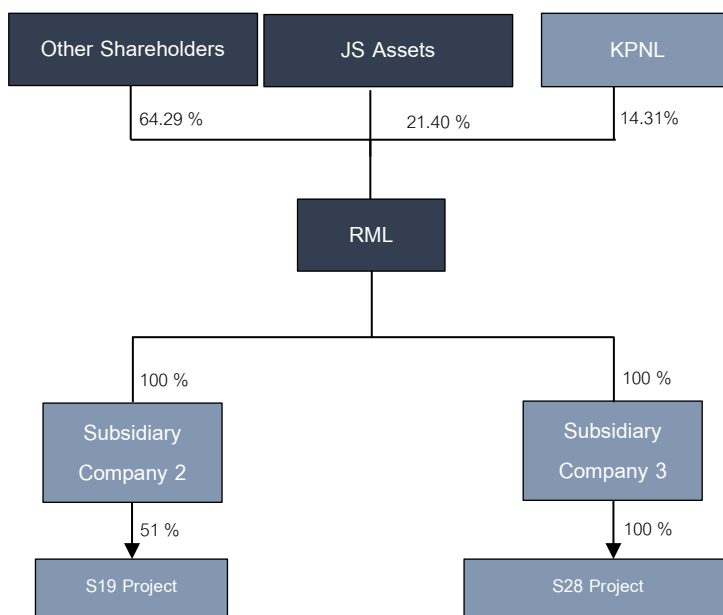 Other Shareholders
JS Assets
KPNL
64.29 %
21.40 %
14.31%
RML
100 %
100 %
Subsidiary
Company 2
Subsidiary
Company 3
51 %
100 %
S19 Project
S28 Project